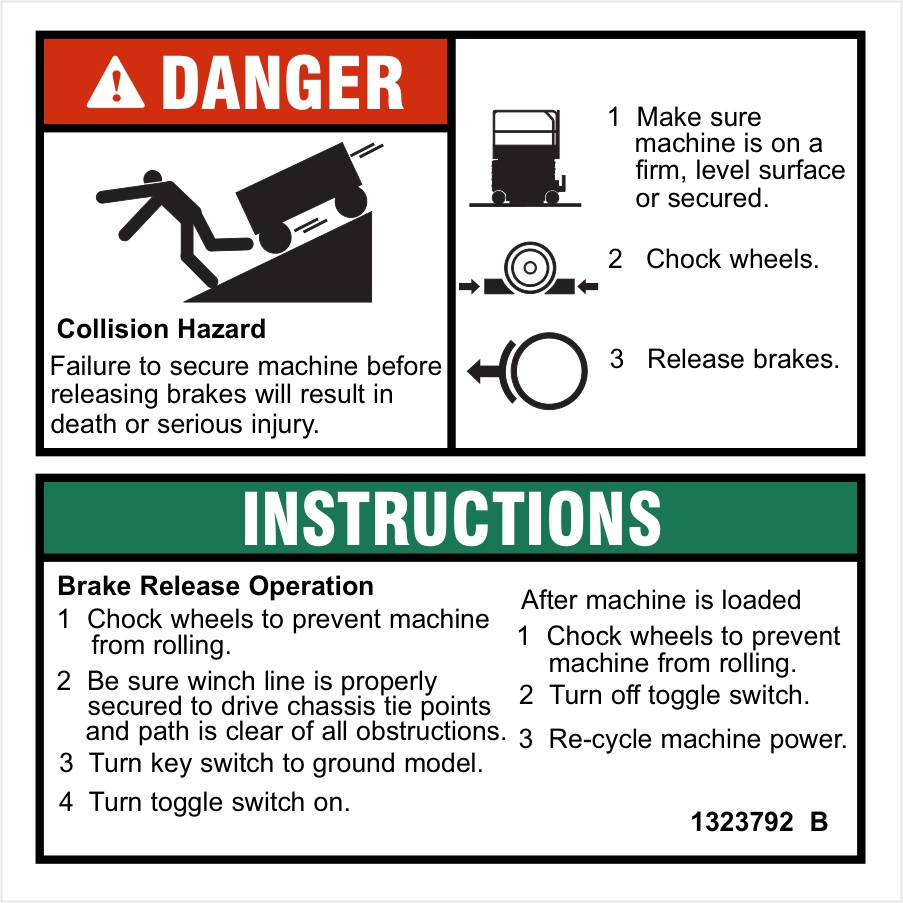 DANGER
Collision Hazard
Failure to secure machine before
releasing brakes will result in
death or serious injury.
1 Make sure
machine is on a
firm, level surface
or secured.
2 Chock wheels.
3 Release brakes.
INSTRUCTIONS
Brake Release Operation
1 Chock wheels to prevent machine
from rolling.
2 Be sure winch line is properly
secured to drive chassis tie points
and path is clear of all obstructions.
3 Turn key switch to ground model.
4 Turn toggle switch on.
After machine is loaded
1 Chock wheels to prevent
machine from rolling.
2 Turn off toggle switch.
3 Re-cycle machine power.
1323792 B